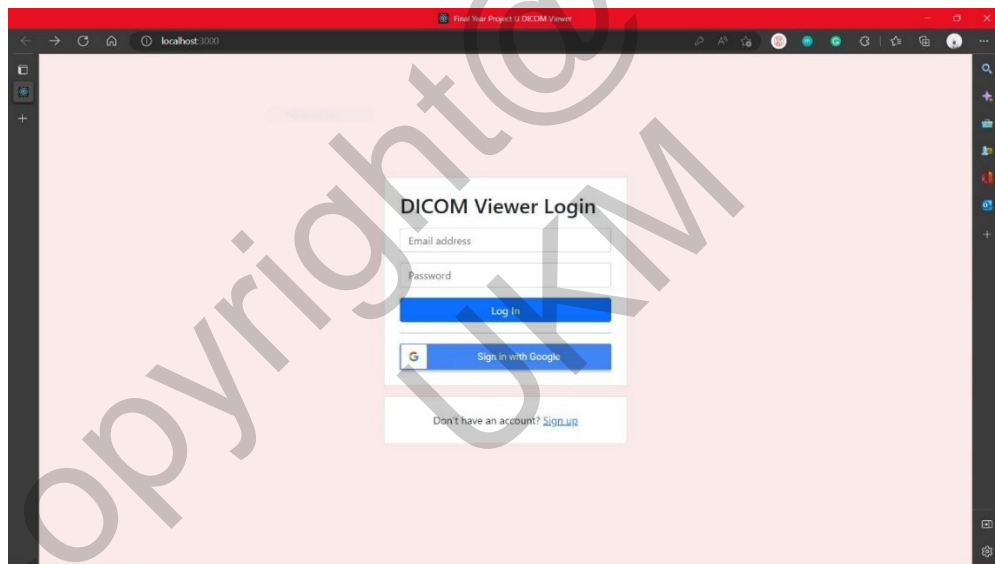 Final Year Project U DICOM Viewer
localhost:3000
DICOM Viewer Login
Email address
Password
Log In
G Sign in with Google
Don't have an account? Sign up
opyright@
UKM